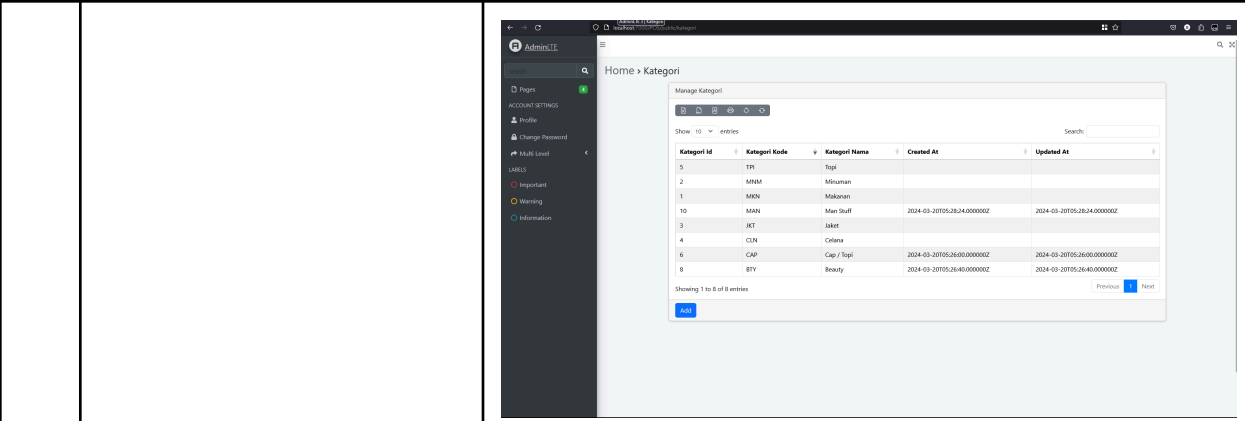 AdminLTE 3 | Kategori
localhost
AdminLTE
Search
Pages 4
ACCOUNT SETTINGS
Profile
Change Password
Multi Level
LABELS
Important
Warning
Information
Home › Kategori
Manage Kategori
Show 10 entries Search:
Kategori Id Kategori Kode Kategori Nama Created At Updated At
5 TPI Topi
2 MNM Minuman
1 MKN Makanan
10 MAN Man Stuff 2024-03-20T05:28:24.000000Z 2024-03-20T05:28:24.000000Z
3 JKT Jaket
4 CLN Celana
6 CAP Cap / Topi 2024-03-20T05:26:00.000000Z 2024-03-20T05:26:00.000000Z
8 BTY Beauty 2024-03-20T05:26:40.000000Z 2024-03-20T05:26:40.000000Z
Showing 1 to 8 of 8 entries Previous 1 Next
Add